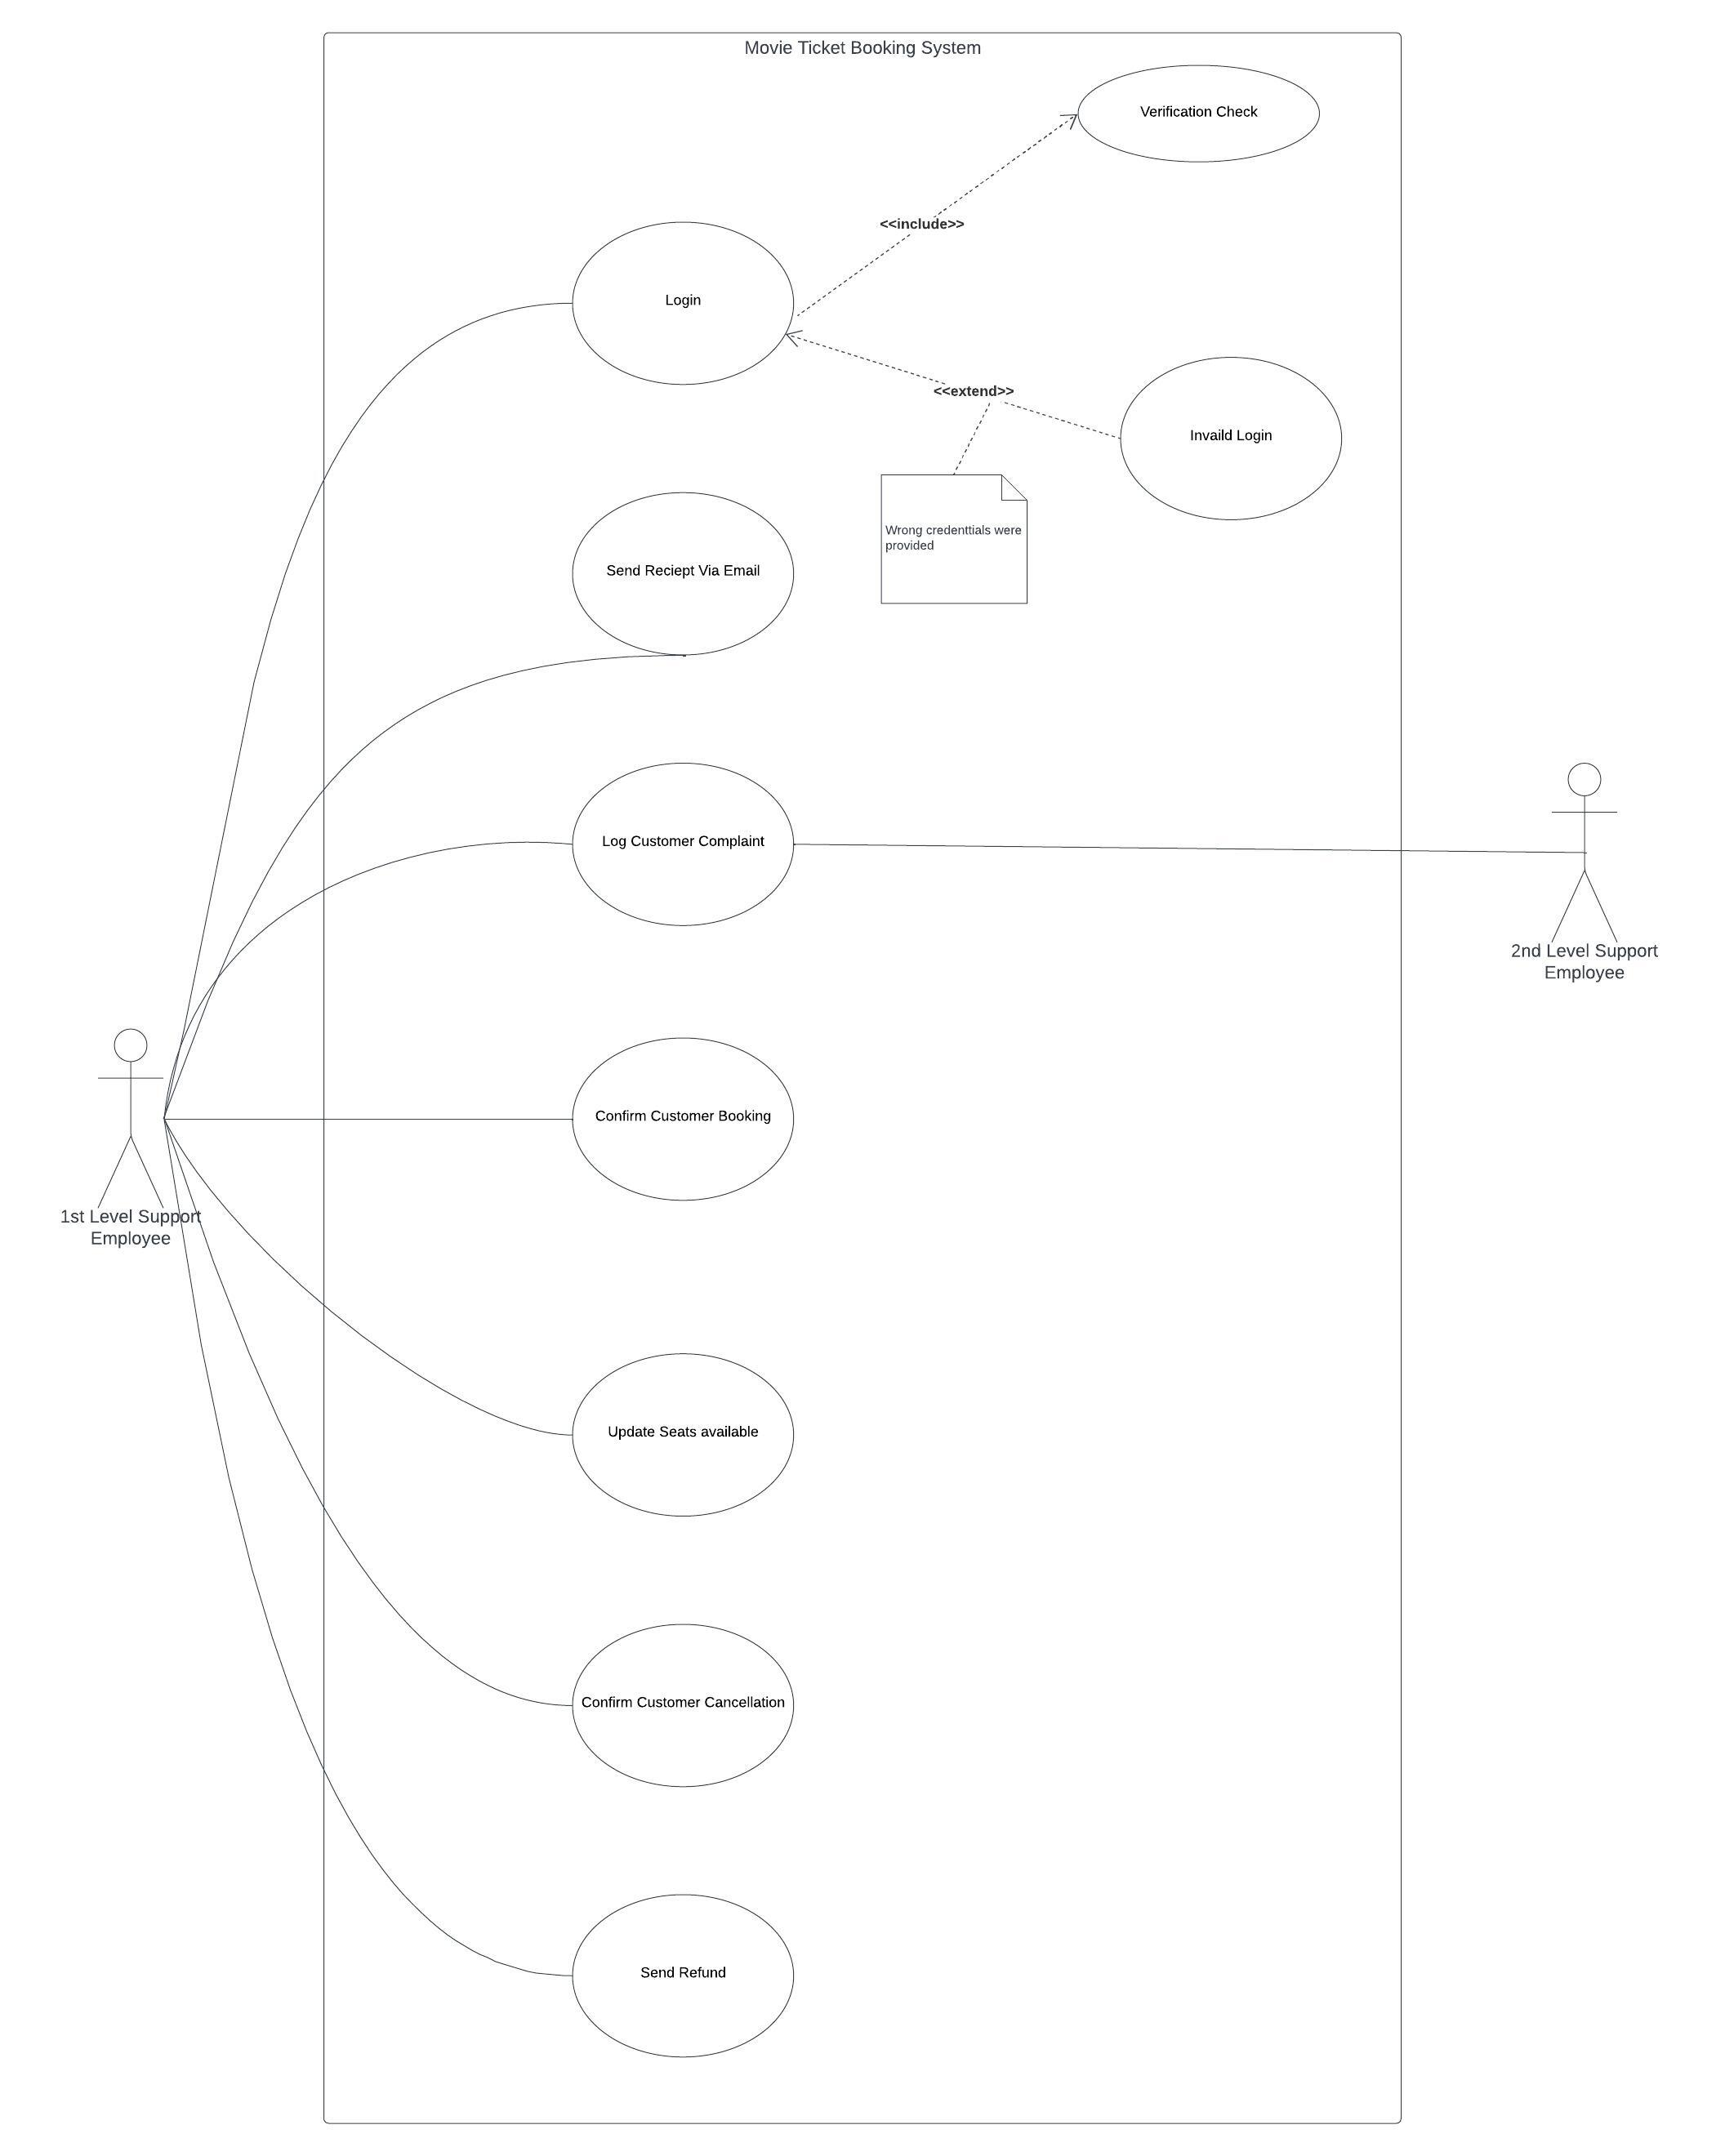 Movie Ticket Booking System
Verification Check
<<include>>
Login
<<extend>>
Invaild Login
Wrong credenttials were
provided
Send Reciept Via Email
Log Customer Complaint
2nd Level Support
Employee
Confirm Customer Booking
1st Level Support
Employee
Update Seats available
Confirm Customer Cancellation
Send Refund